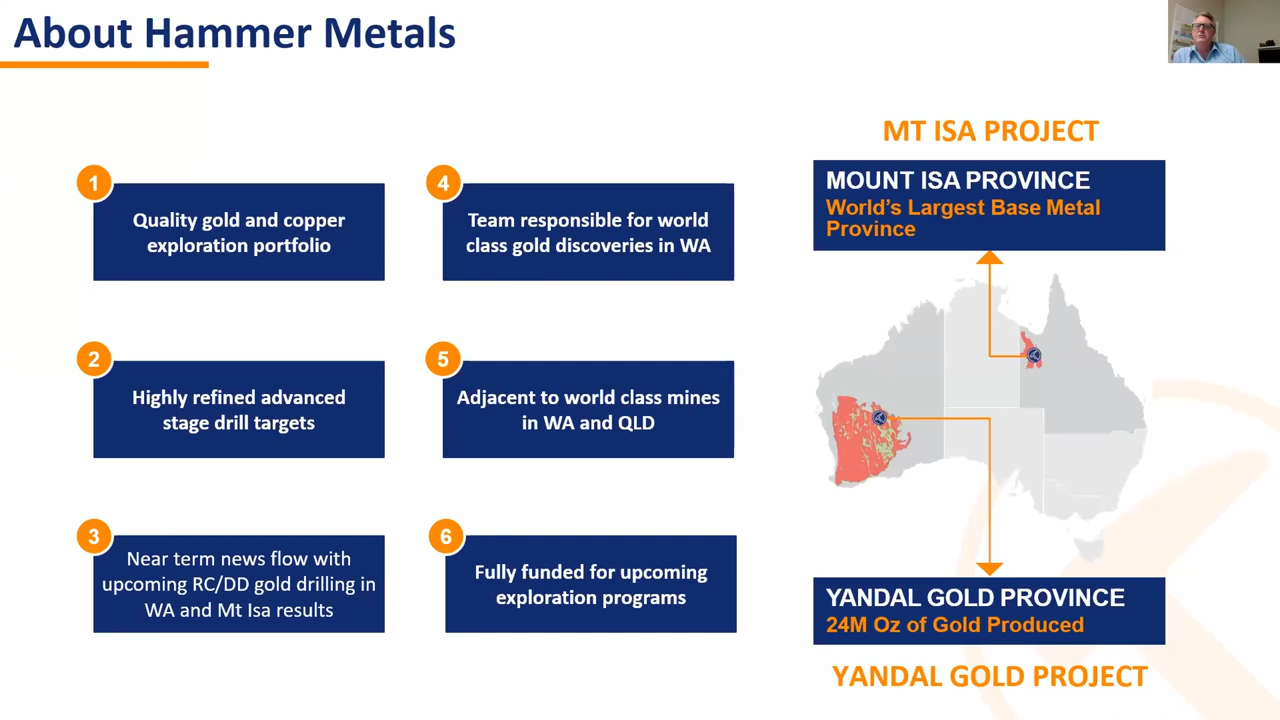 About Hammer Metals
1
Quality gold and copper
exploration portfolio
2
Highly refined advanced
stage drill targets
3
Near term news flow with
upcoming RC/DD gold drilling in
WA and Mt Isa results
4
Team responsible for world
class gold discoveries in WA
5
Adjacent to world class mines
in WA and QLD
6
Fully funded for upcoming
exploration programs
MT ISA PROJECT
MOUNT ISA PROVINCE
World's Largest Base Metal
Province
YANDAL GOLD PROVINCE
24M Oz of Gold Produced
YANDAL GOLD PROJECT